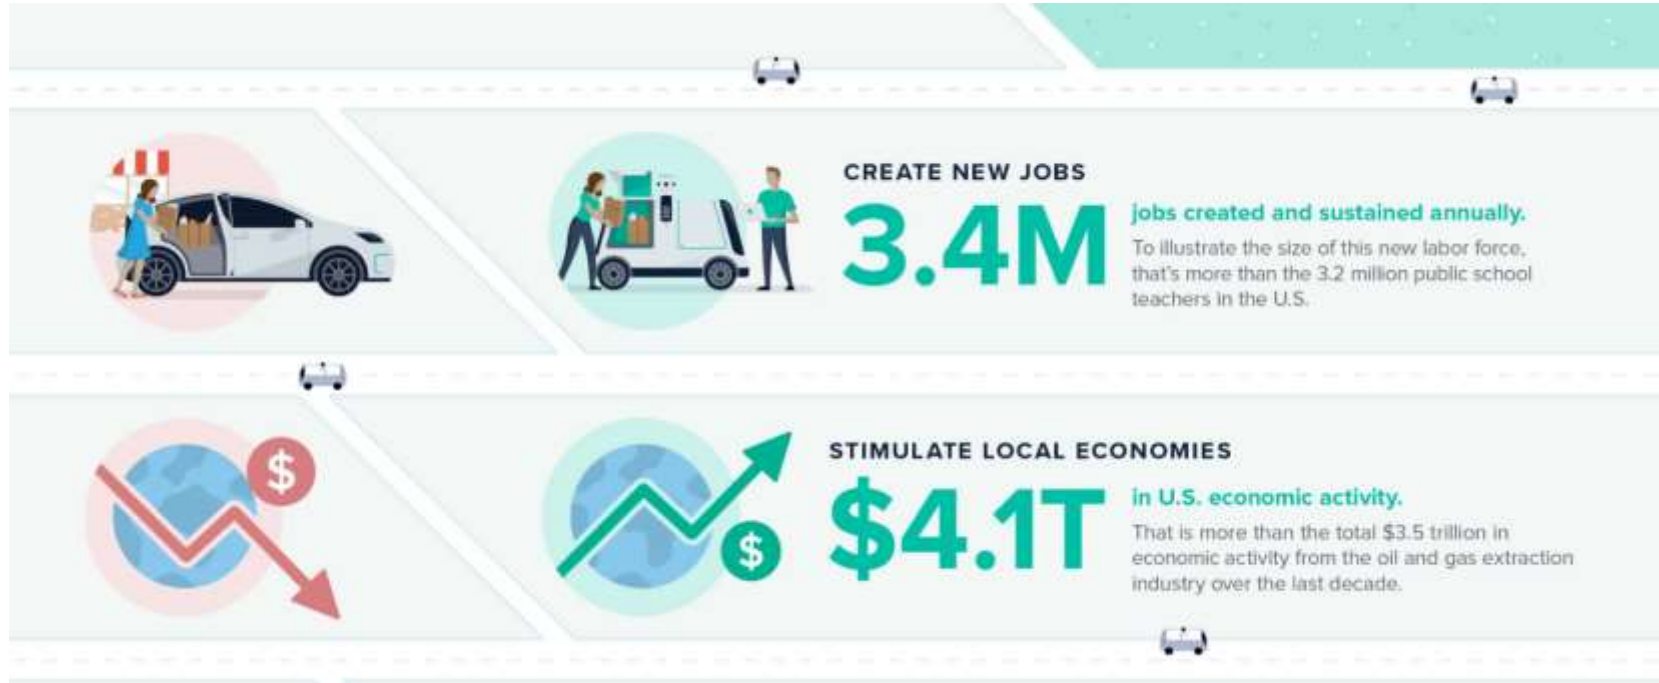 CREATE NEW JOBS
3.4M
jobs created and sustained annually.
To illustrate the size of this new labor force,
that's more than the 3.2 million public school
teachers in the U.S.
$
$
STIMULATE LOCAL ECONOMIES
$4.1T
in U.S. economic activity.
That is more than the total $3.5 trillion in
economic activity from the oil and gas extraction
industry over the last decade.